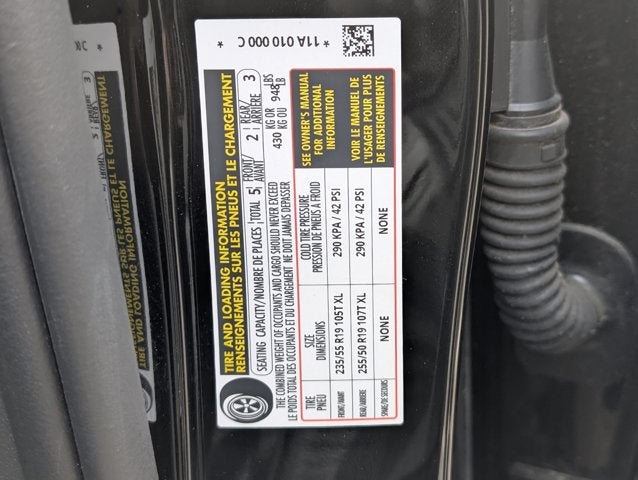 TIRE AND LOADING INFORMATION
RENSEIGNEMENTS SUR LES PNEUS ET LE CHARGEMENT
SEATING CAPACITY/NOMBRE DE PLACES TOTAL 5 FRONT/AVANT 2 REAR/ARRIÈRE 3
THE COMBINED WEIGHT OF OCCUPANTS AND CARGO SHOULD NEVER EXCEED 430 KG OR 948 LBS
LE POIDS TOTAL DES OCCUPANTS ET DU CHARGEMENT NE DOIT JAMAIS DEPASSER KG OU LB
TIRE SIZE COLD TIRE PRESSURE
PNEU DIMENSIONS PRESSION DE PNEUS À FROID
FRONT/AVANT 235/55 R19 105T XL 290 KPA / 42 PSI
REAR/ARRIERE 255/50 R19 107T XL 290 KPA / 42 PSI
SPARE/DE SECOURS NONE NONE
SEE OWNER'S MANUAL
FOR ADDITIONAL
INFORMATION
VOIR LE MANUEL DE
L'USAGER POUR PLUS
DE RENSEIGNEMENTS
* 11A 010 000 C *